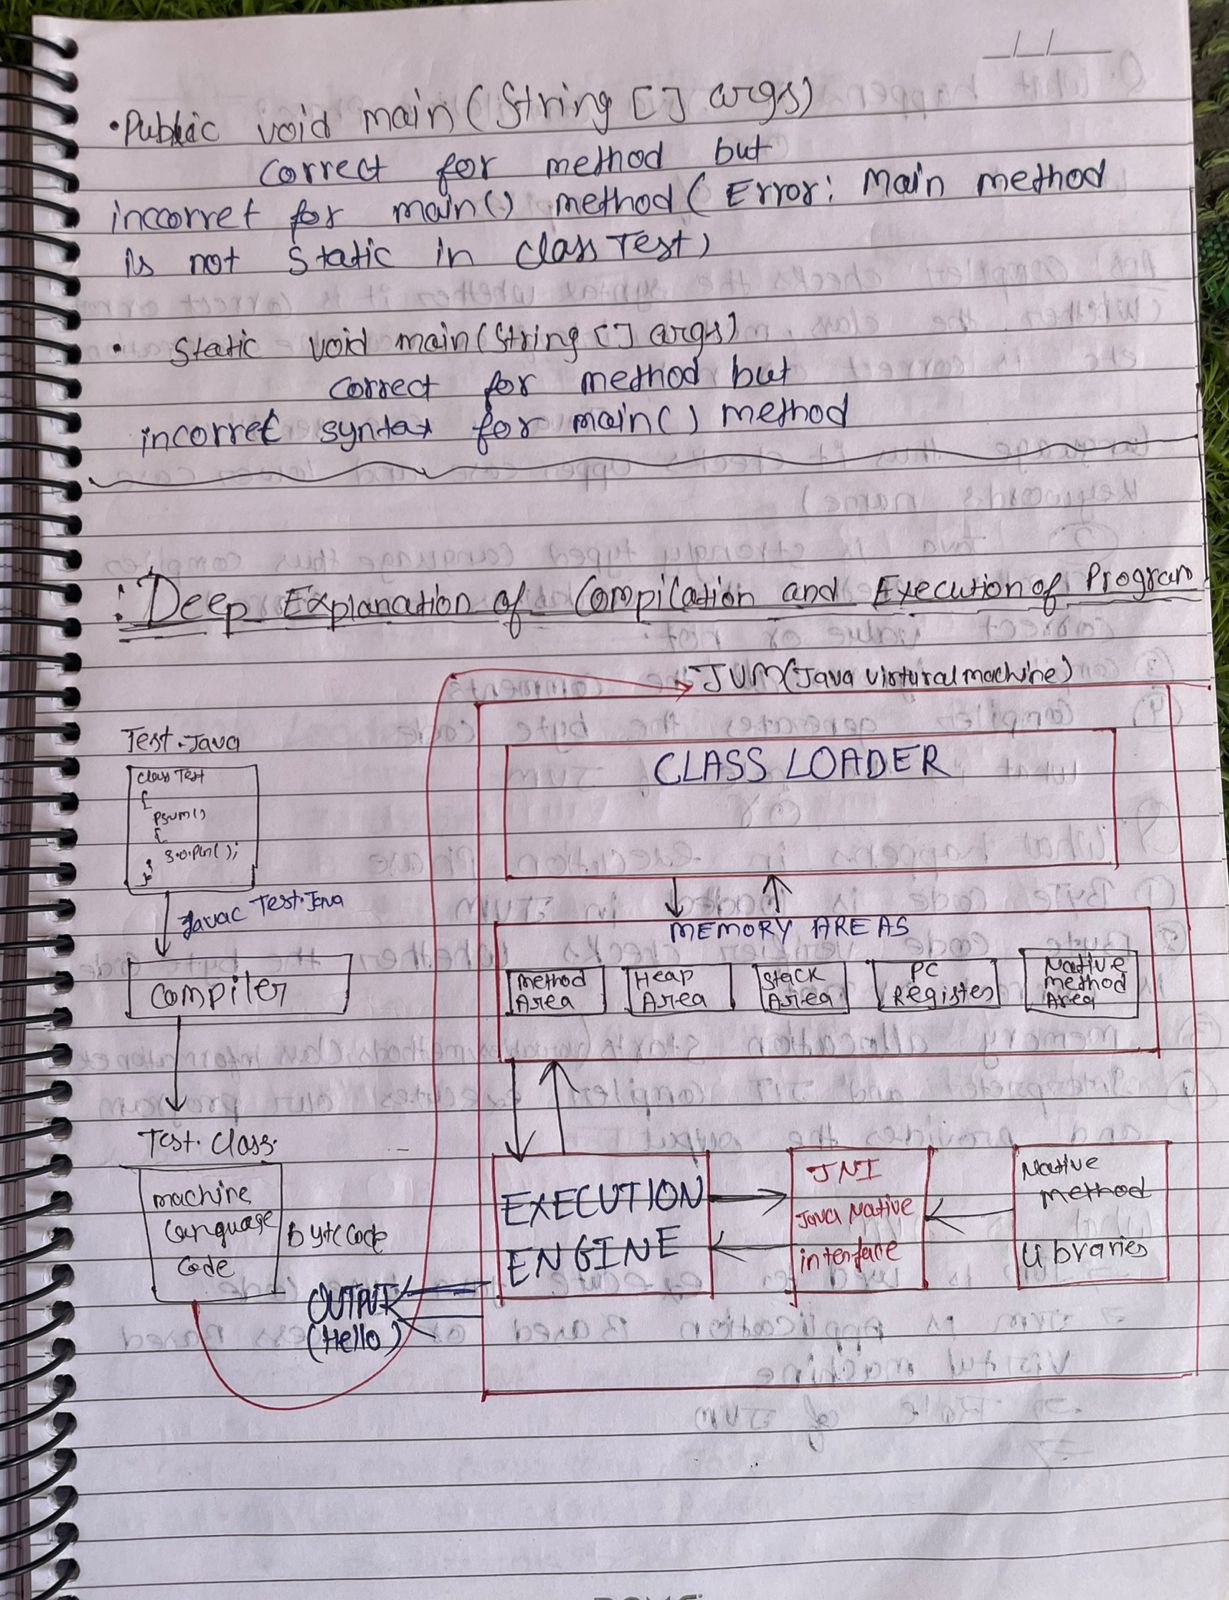 __/__/____
•Public void main(String [] args)
correct for method but
incorret for main() method (Error: Main method
is not static in class Test)
• Static void main(String [] args)
correct for method but
incorret syntax for main() method
: Deep Explanation of Compilation and Execution of Program
JVM(Java virtural machine)
Test.Java
class Test
{
psvm()
{
s.o.pln();
}
}
Javac Test.Java
Compiler
Test.Class
machine
language
code
Byte Code
OUTPUT
(Hello)
CLASS LOADER
MEMORY AREAS
Method
Area
Heap
Area
Stack
Area
PC
Register
Native
method
Area
EXECUTION
ENGINE
JNI
Java Native
interface
Native
method
libraries